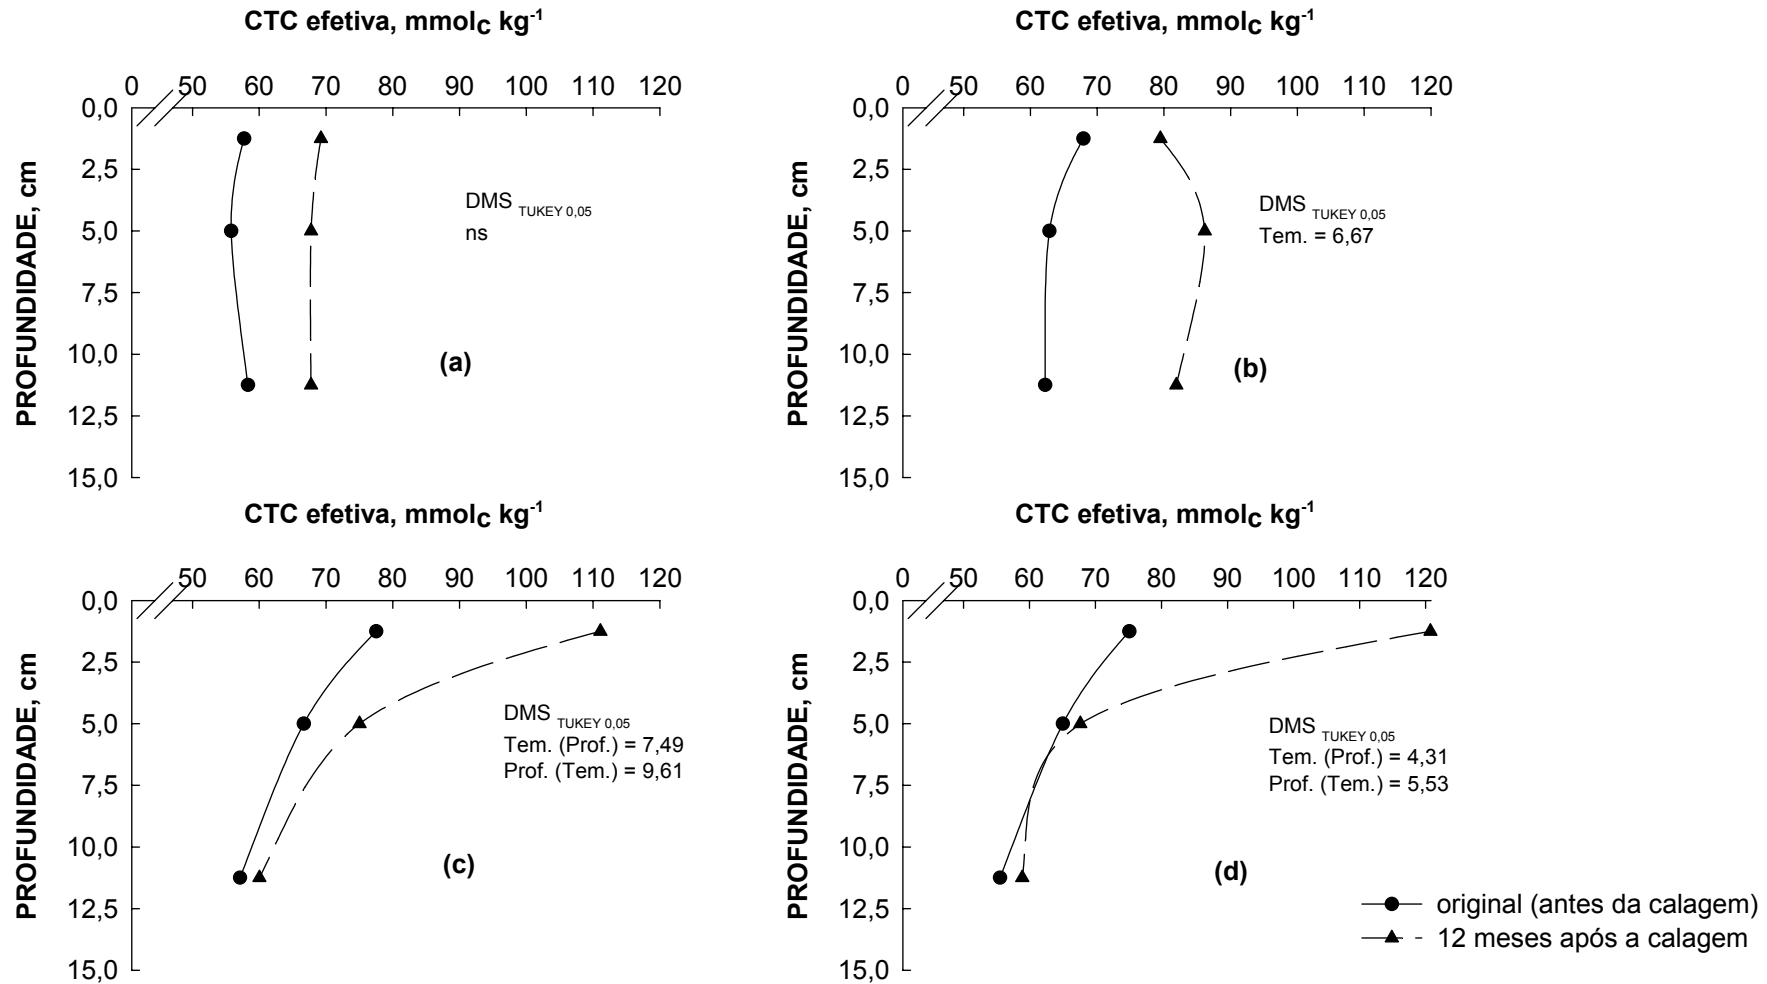 CTC efetiva, mmolC kg-1
0 50 60 70 80 90 100 110 120
PROFUNDIDADE, cm
0,0
2,5
5,0
7,5
10,0
12,5
15,0
DMS TUKEY 0,05
ns
(a)
CTC efetiva, mmolC kg-1
0 50 60 70 80 90 100 110 120
PROFUNDIDADE, cm
0,0
2,5
5,0
7,5
10,0
12,5
15,0
DMS TUKEY 0,05
Tem. = 6,67
(b)
CTC efetiva, mmolC kg-1
50 60 70 80 90 100 110 120
PROFUNDIDADE, cm
0,0
2,5
5,0
7,5
10,0
12,5
15,0
DMS TUKEY 0,05
Tem. (Prof.) = 7,49
Prof. (Tem.) = 9,61
(c)
CTC efetiva, mmolC kg-1
0 50 60 70 80 90 100 110 120
PROFUNDIDADE, cm
0,0
2,5
5,0
7,5
10,0
12,5
15,0
DMS TUKEY 0,05
Tem. (Prof.) = 4,31
Prof. (Tem.) = 5,53
(d)
original (antes da calagem)
12 meses após a calagem